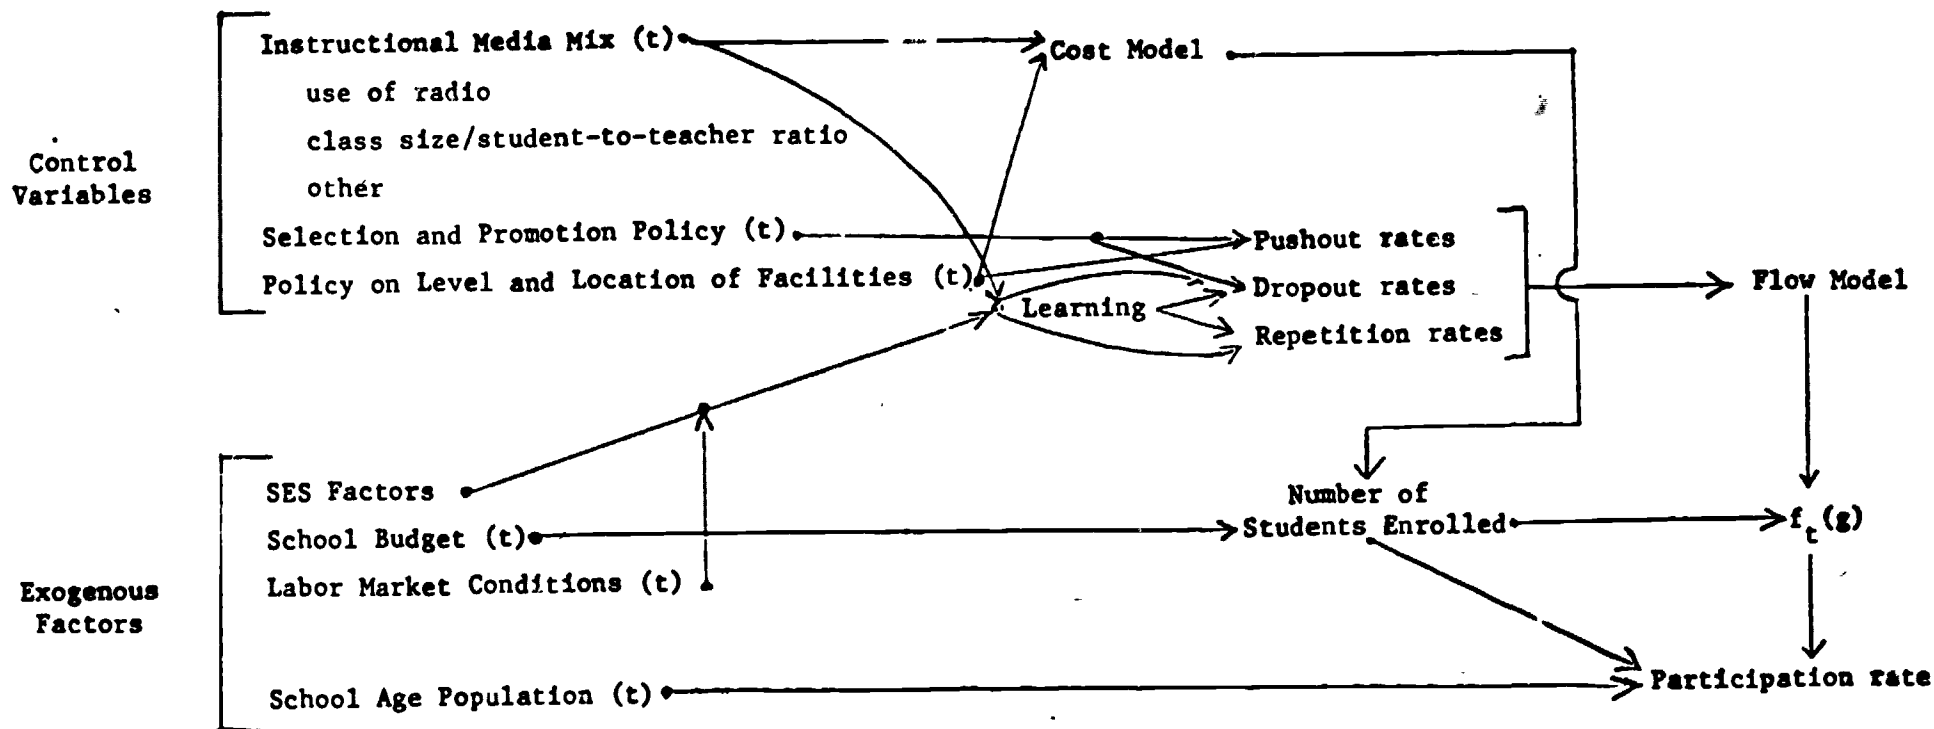 Control
Variables
Instructional Media Mix (t)
use of radio
class size/student-to-teacher ratio
other
Selection and Promotion Policy (t)
Policy on Level and Location of Facilities (t)
Cost Model
Learning
Pushout rates
Dropout rates
Repetition rates
Flow Model
Exogenous
Factors
SES Factors
School Budget (t)
Labor Market Conditions (t)
School Age Population (t)
Number of
Students Enrolled
f_t(g)
Participation rate